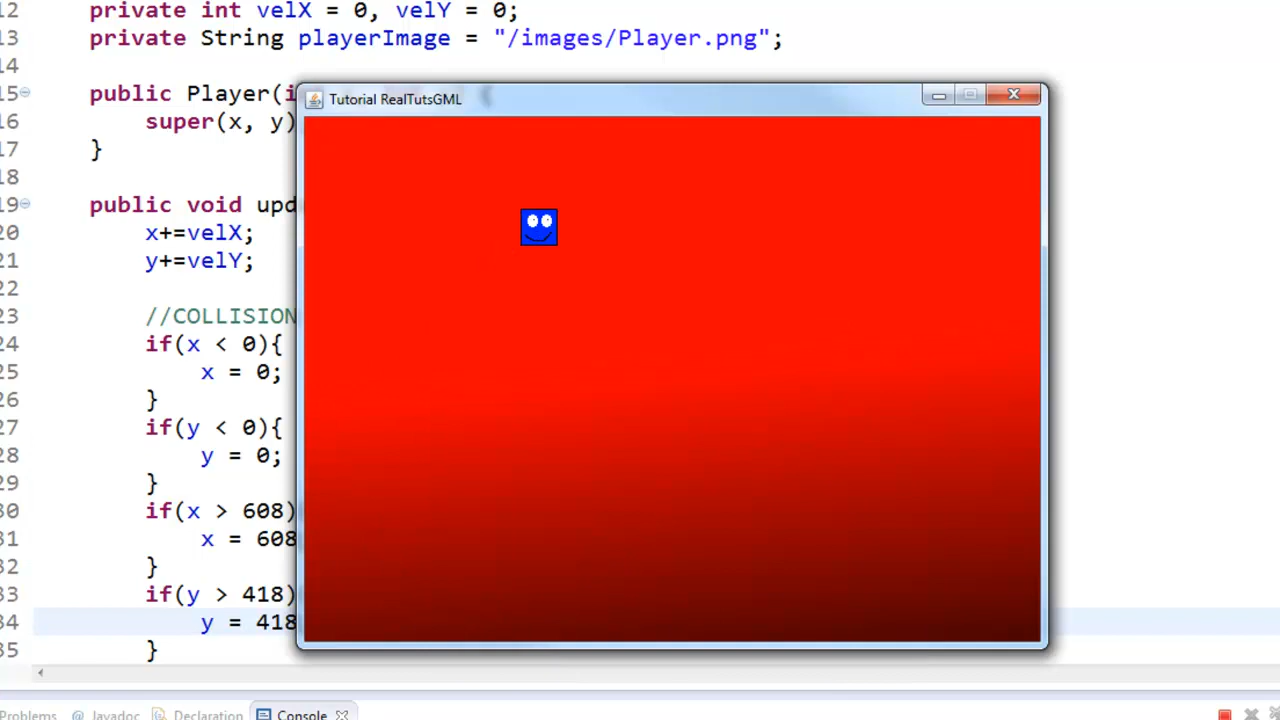 12 private int velX = 0, velY = 0;
13 private String playerImage = "/images/Player.png";
14
15 public Player(i
16 super(x, y)
17 }
18
19 public void upd
20 x+=velX;
21 y+=velY;
22
23 //COLLISION
24 if(x < 0){
25 x = 0;
26 }
27 if(y < 0){
28 y = 0;
29 }
30 if(x > 608)
31 x = 608
32 }
33 if(y > 418)
34 y = 418
35 }
Tutorial RealTutsGML
Problems @ Javadoc Declaration Console